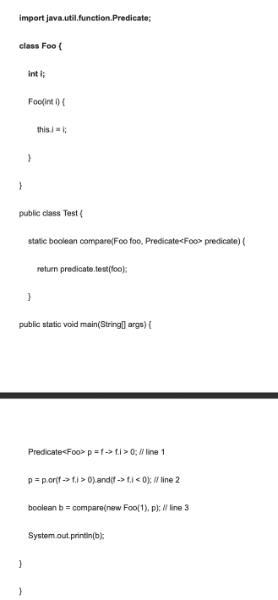 import java.util.function.Predicate;
class Foo {
int i;
Foo(int i) {
this.i = i;
}
}
public class Test {
static boolean compare(Foo foo, Predicate<Foo> predicate) {
return predicate.test(foo);
}
public static void main(String[] args) {
Predicate<Foo> p = f -> f.i > 0; // line 1
p = p.or(f -> f.i > 0).and(f -> f.i < 0); // line 2
boolean b = compare(new Foo(1), p); // line 3
System.out.println(b);
}
}